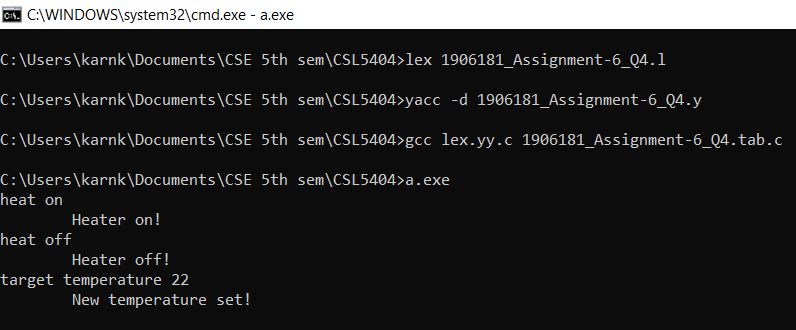 C:\WINDOWS\system32\cmd.exe - a.exe
C:\Users\karnk\Documents\CSE 5th sem\CSL5404>lex 1906181_Assignment-6_Q4.l
C:\Users\karnk\Documents\CSE 5th sem\CSL5404>yacc -d 1906181_Assignment-6_Q4.y
C:\Users\karnk\Documents\CSE 5th sem\CSL5404>gcc lex.yy.c 1906181_Assignment-6_Q4.tab.c
C:\Users\karnk\Documents\CSE 5th sem\CSL5404>a.exe
heat on
        Heater on!
heat off
        Heater off!
target temperature 22
        New temperature set!